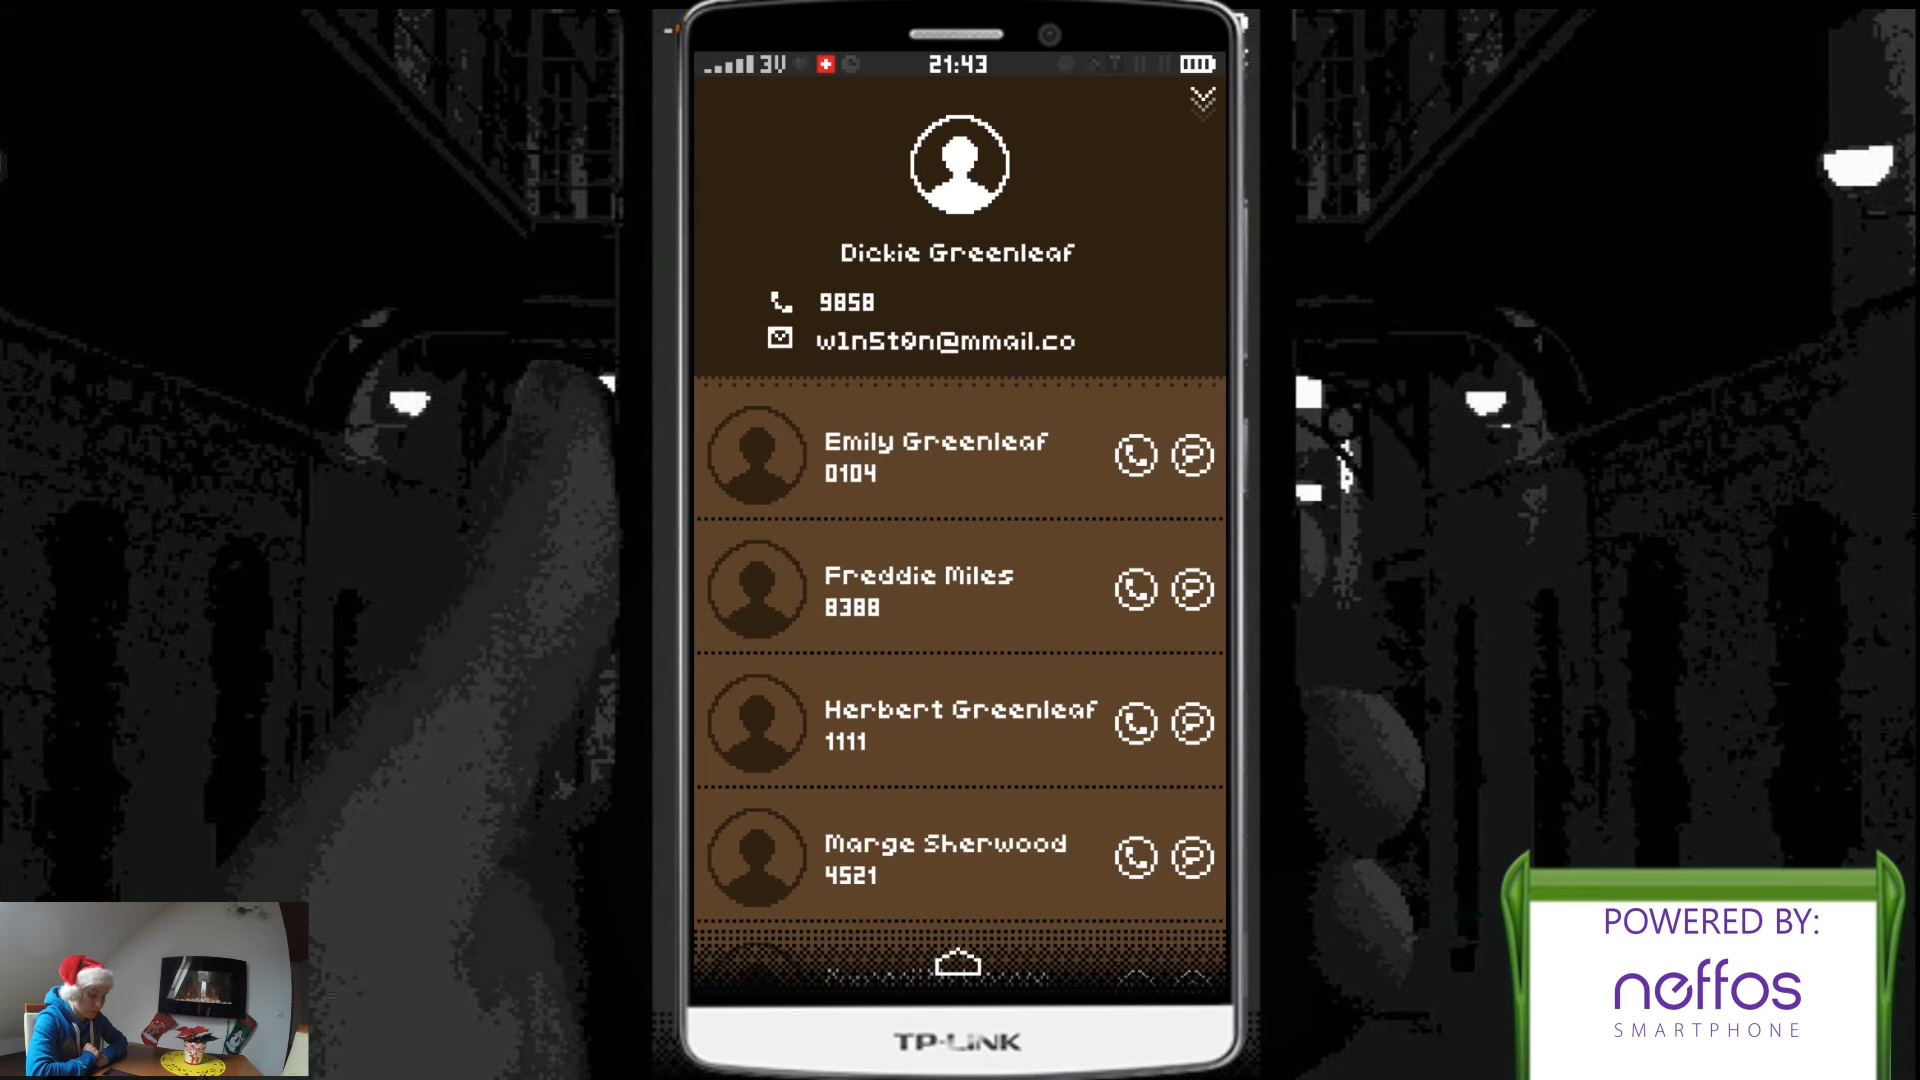 3V 21:43
Dickie Greenleaf
9858
w1n5t0n@mmail.co
Emily Greenleaf
0104
Freddie Miles
8388
Herbert Greenleaf
1111
Marge Sherwood
4521
TP-LINK
POWERED BY:
neffos
SMARTPHONE